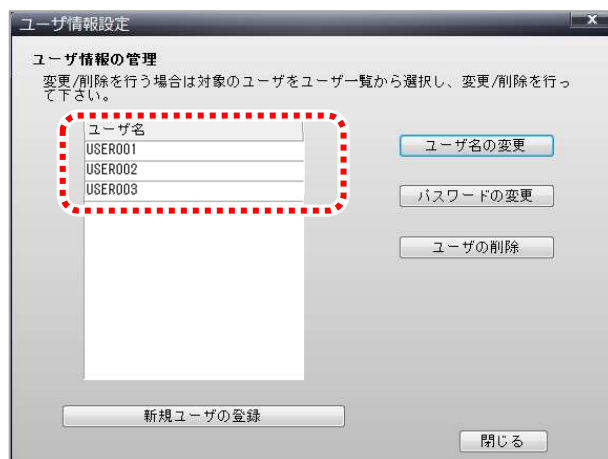 ユーザ情報設定
x
ユーザ情報の管理
変更/削除を行う場合は対象のユーザをユーザ一覧から選択し、変更/削除を行っ
て下さい。
ユーザ名
USER001
USER002
USER003
ユーザ名の変更
パスワードの変更
ユーザの削除
新規ユーザの登録
閉じる